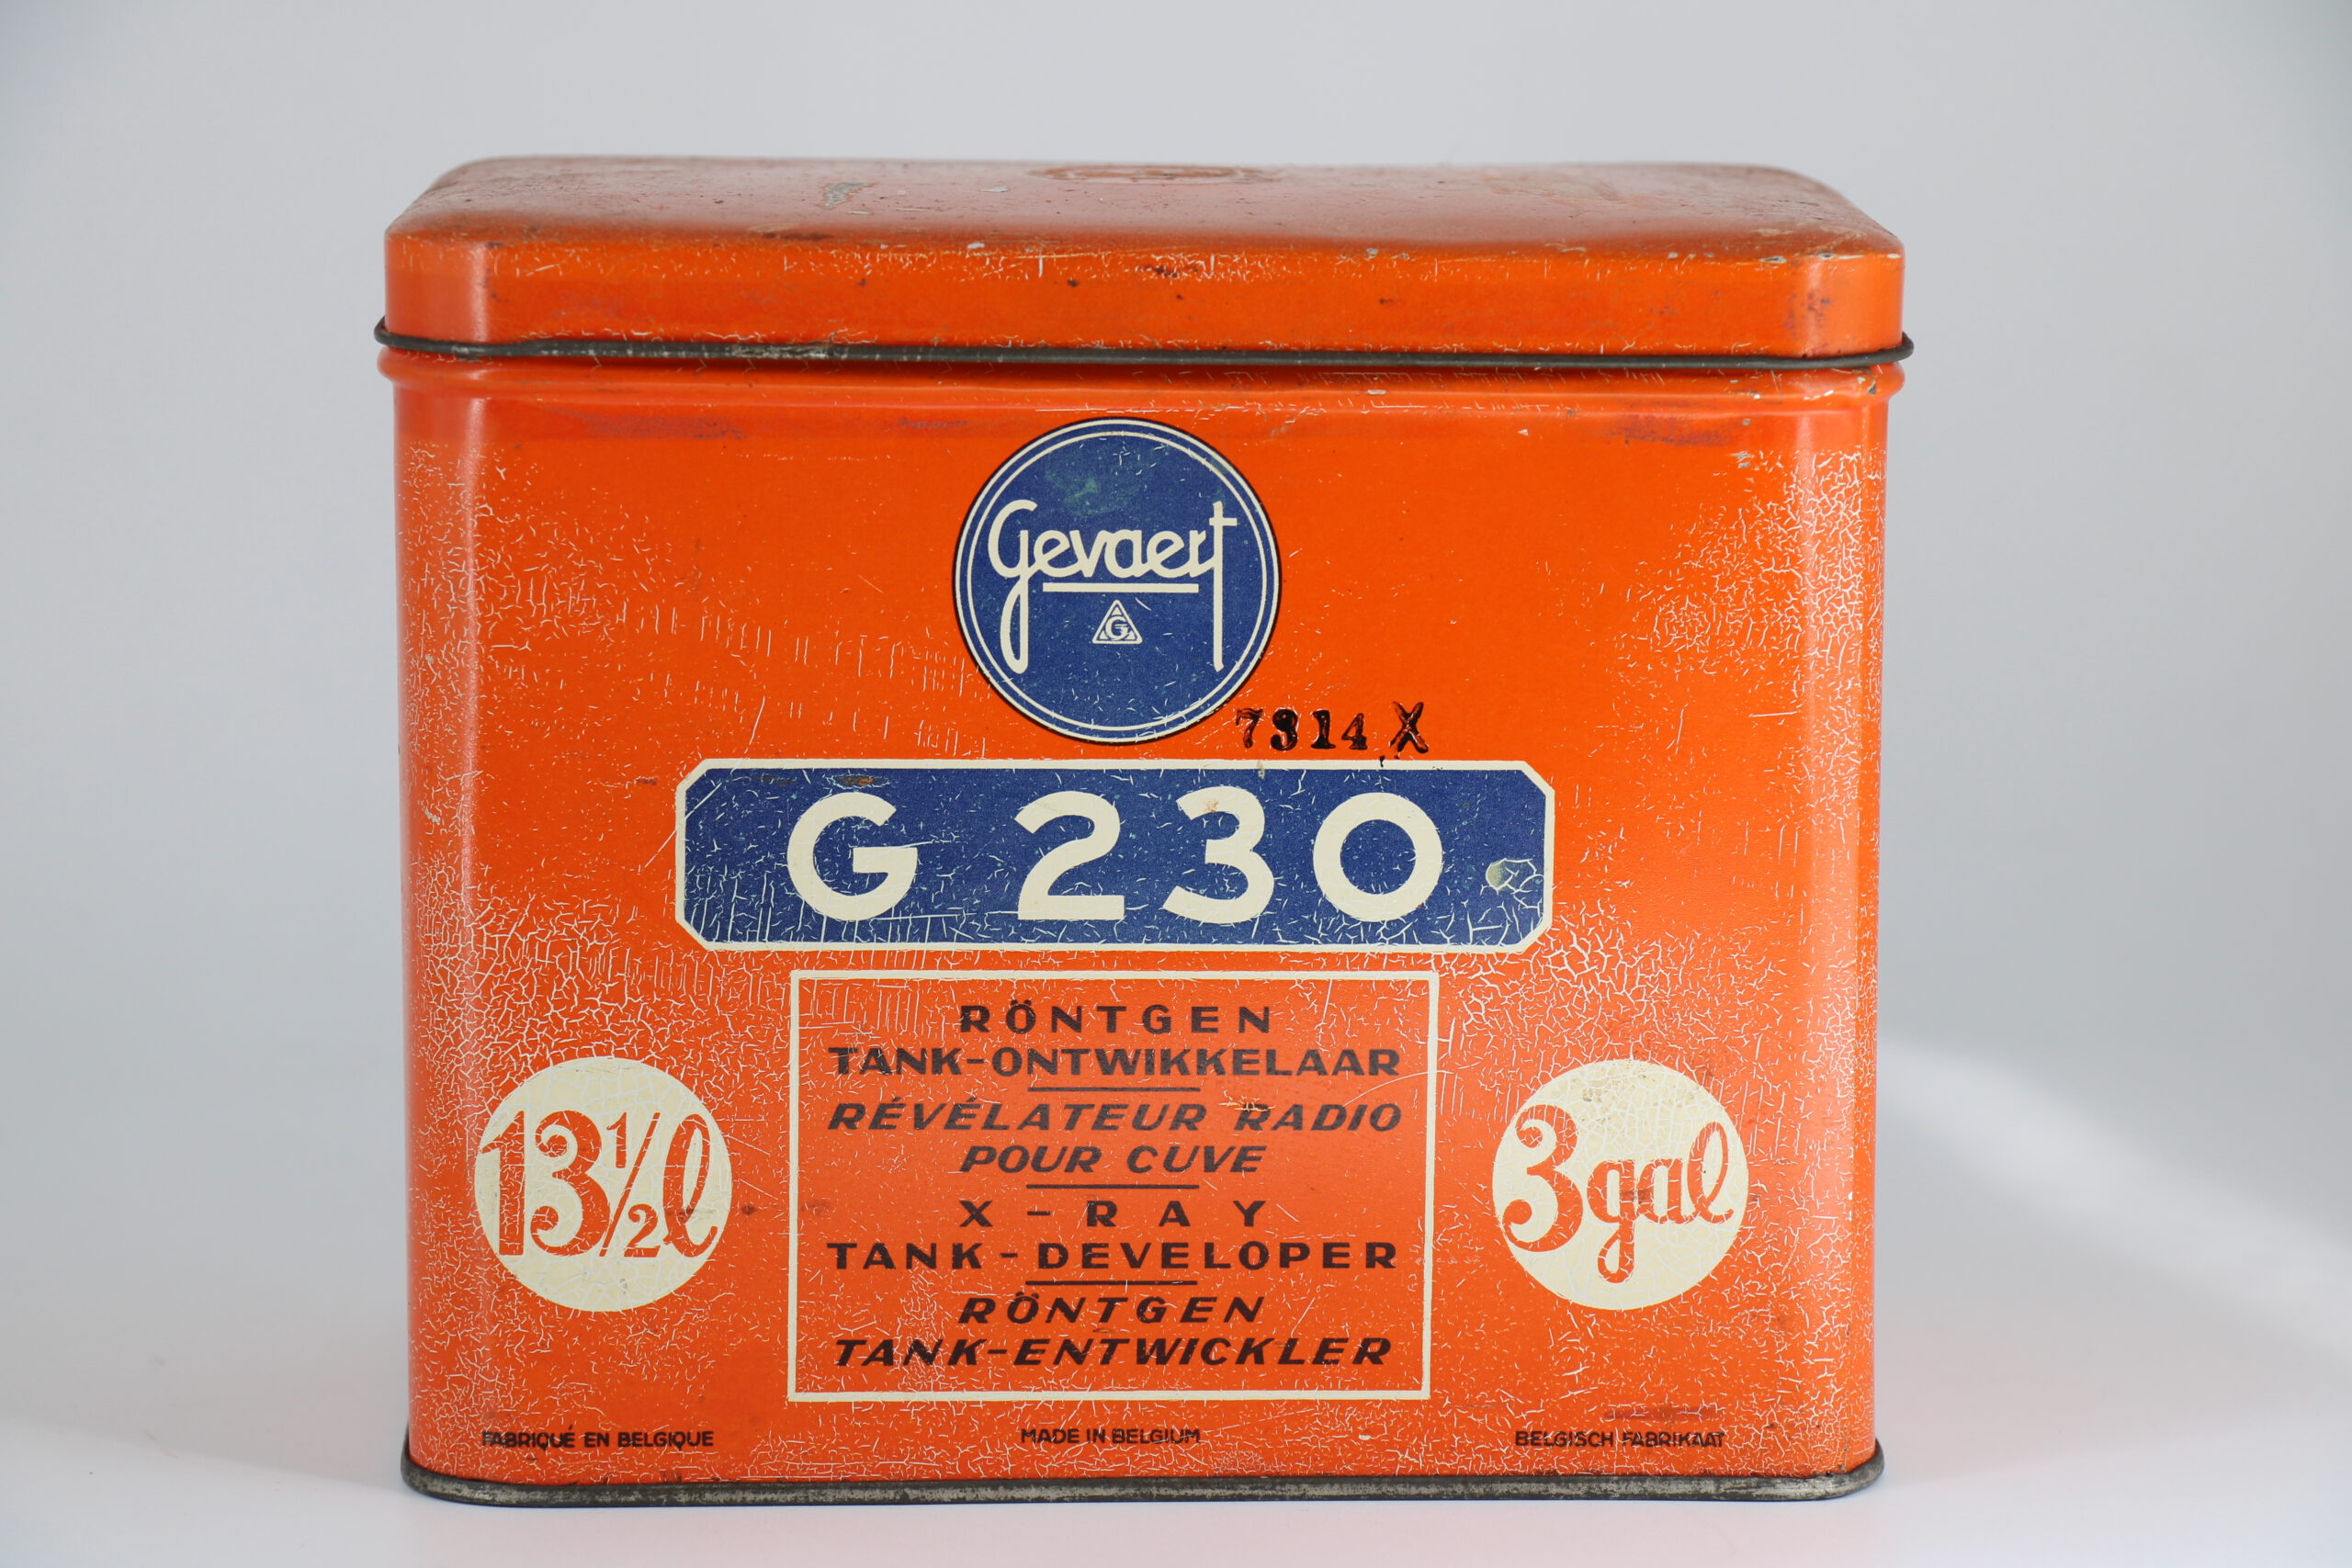 Gevaert
G
7314 X
G 230
RÖNTGEN
TANK-ONTWIKKELAAR
RÉVÉLATEUR RADIO
POUR CUVE
X-RAY
TANK-DEVELOPER
RÖNTGEN
TANK-ENTWICKLER
13½l
3gal
FABRIQUÉ EN BELGIQUE
MADE IN BELGIUM
BELGISCH FABRIKAAT